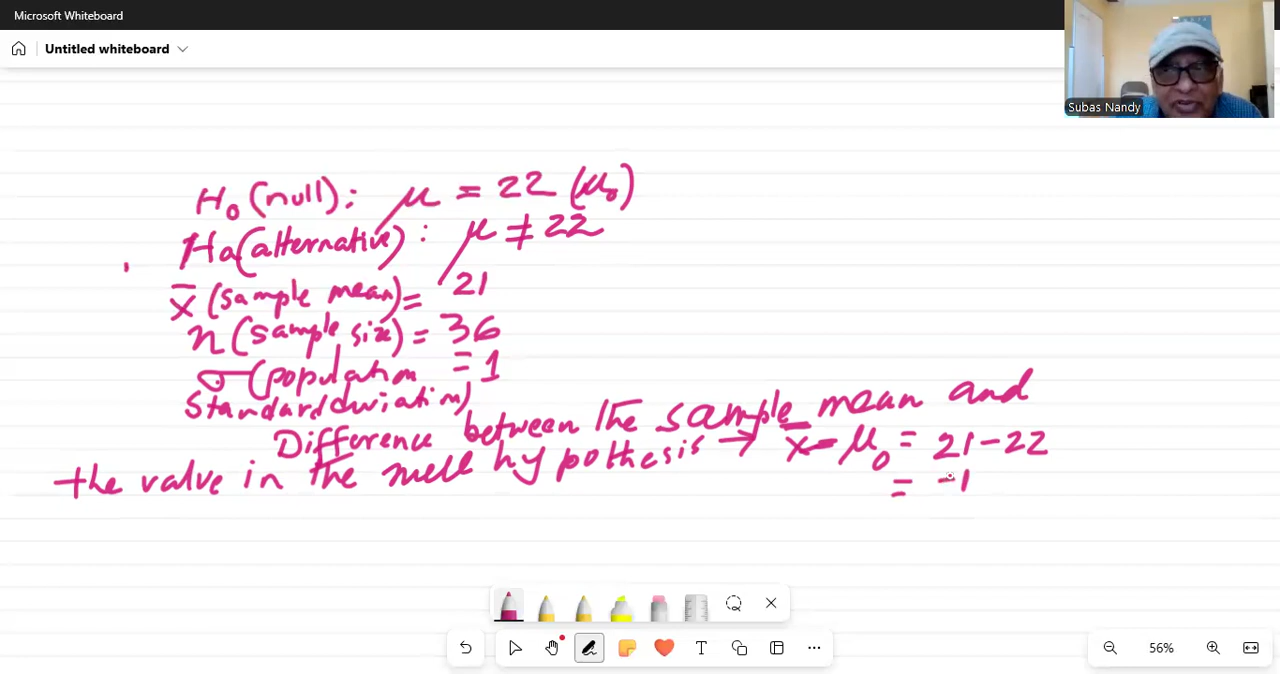 Microsoft Whiteboard
Untitled whiteboard
Subas Nandy
H₀ (null): μ = 22 (μ₀)
Ha (alternative): μ ≠ 22
x̄ (sample mean) = 21
n (sample size) = 36
σ (population = 1
Standard deviation)
Difference between the sample mean and
the value in the null hypothesis → x̄ - μ₀ = 21 - 22
= -1
56%